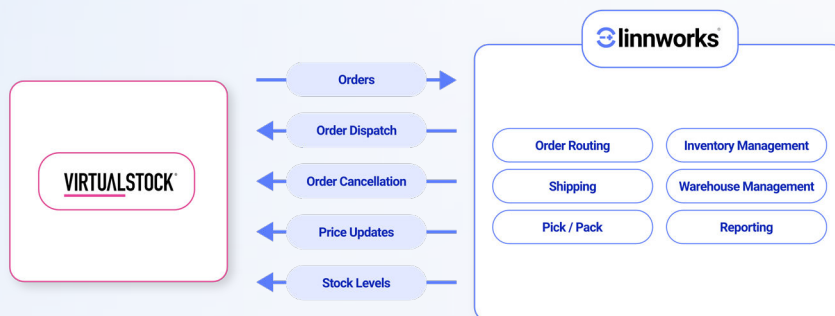 linnworks
Orders
Order Dispatch
Order Routing
Inventory Management
VIRTUALSTOCK
Order Cancellation
Shipping
Warehouse Management
Price Updates
Pick / Pack
Reporting
Stock Levels